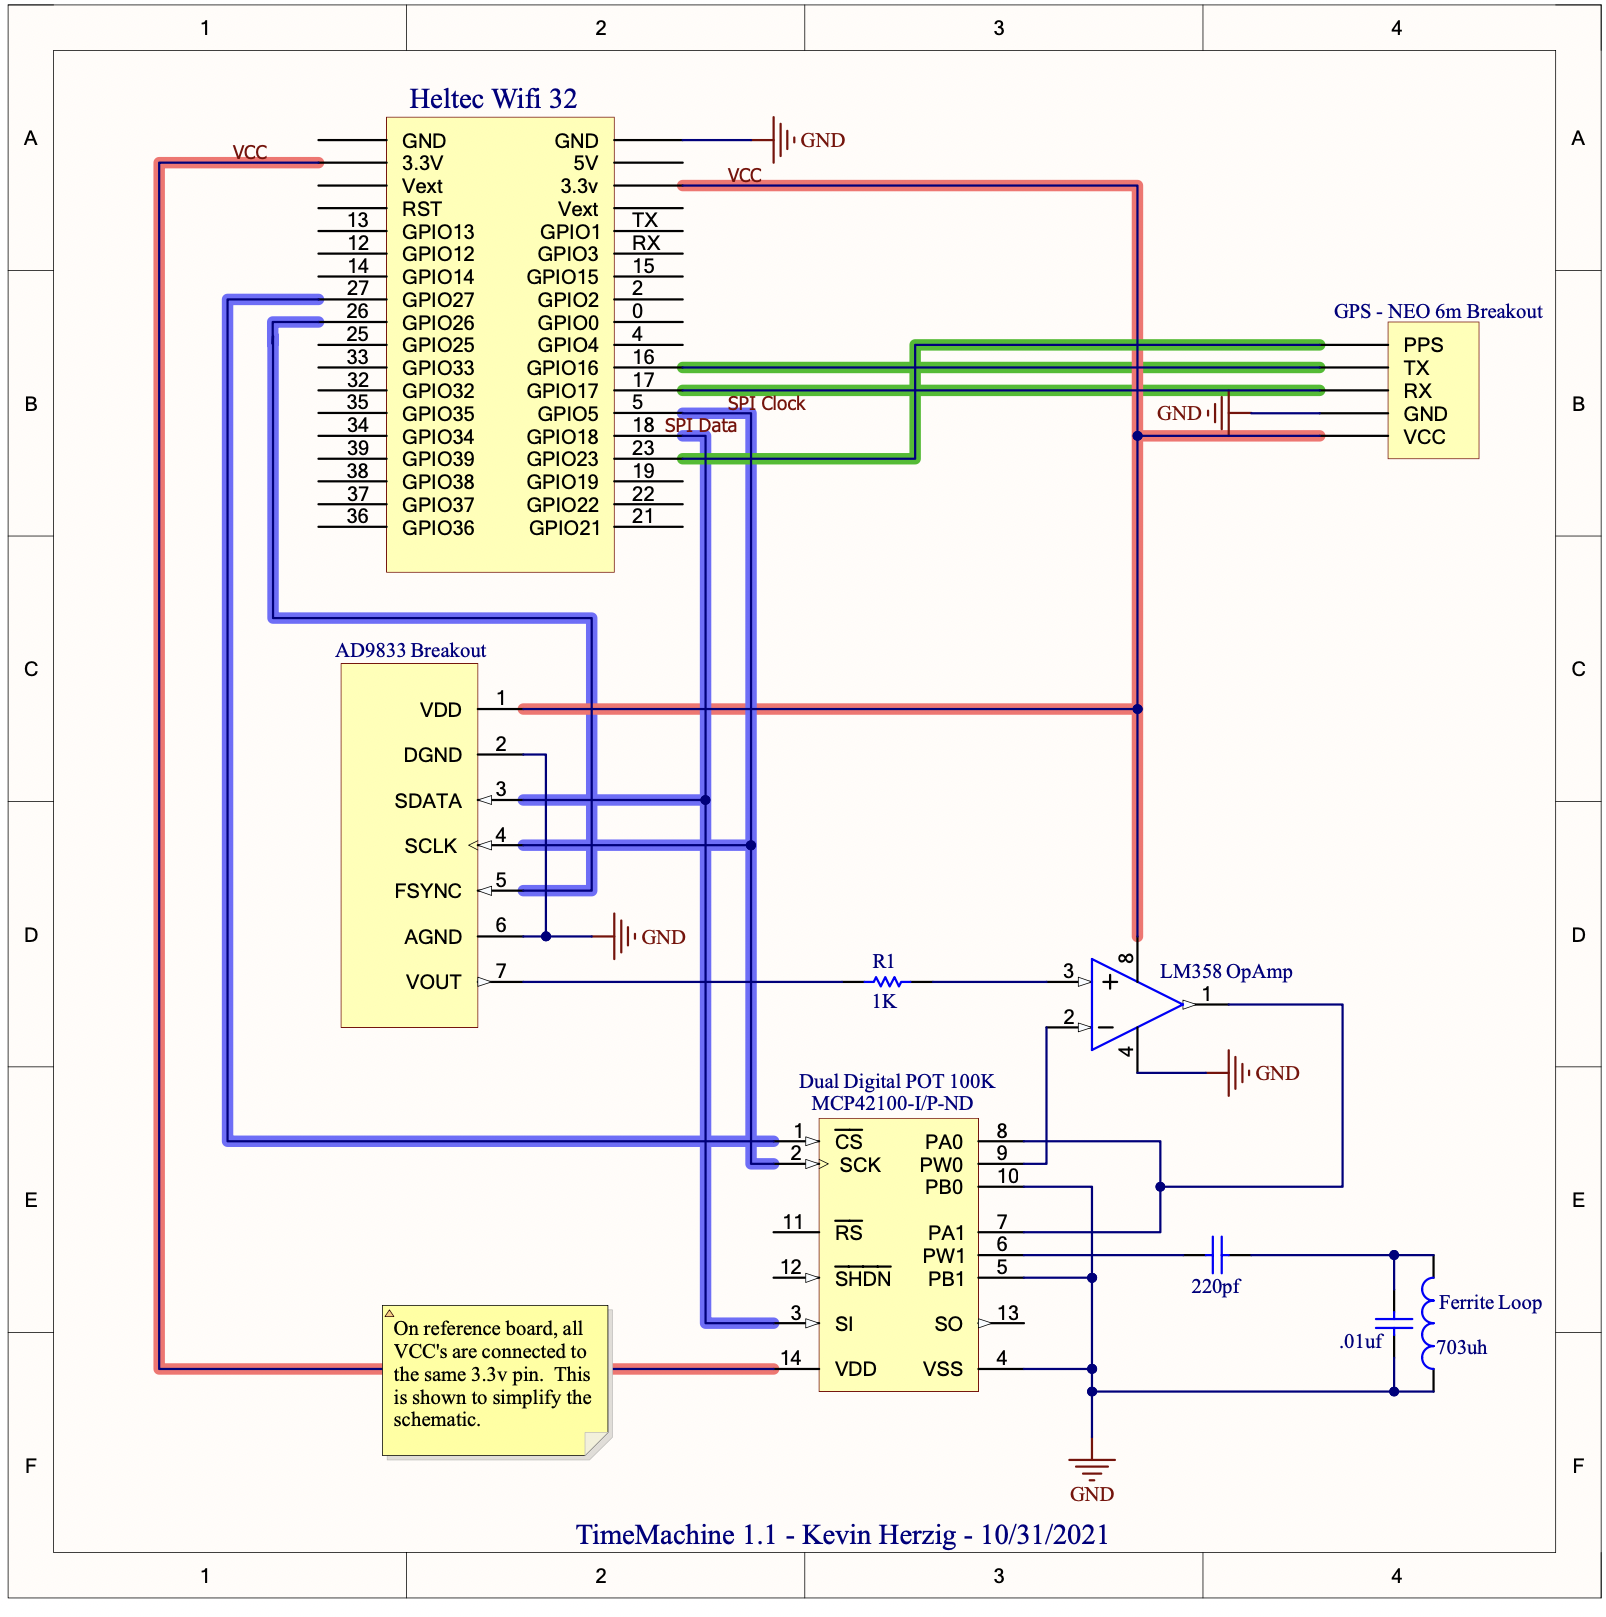 1 2 3 4
Heltec Wifi 32
A A
GND GND GND
VCC 3.3V 5V
Vext 3.3v VCC
RST Vext
13 GPIO13 GPIO1 TX
12 GPIO12 GPIO3 RX
14 GPIO14 GPIO15 15
27 GPIO27 GPIO2 2
26 GPIO26 GPIO0 0
25 GPIO25 GPIO4 4
33 GPIO33 GPIO16 16
32 GPIO32 GPIO17 17
35 GPIO35 GPIO5 5 SPI Clock
34 GPIO34 GPIO18 18 SPI Data
39 GPIO39 GPIO23 23
38 GPIO38 GPIO19 19
37 GPIO37 GPIO22 22
36 GPIO36 GPIO21 21
GPS - NEO 6m Breakout
PPS
TX
RX
GND GND
VCC
B B
C C
AD9833 Breakout
VDD 1
DGND 2
SDATA 3
SCLK 4
FSYNC 5
AGND 6 GND
VOUT 7
D D
R1
1K
LM358 OpAmp
3 + 8 1
2 − 4
GND
Dual Digital POT 100K
MCP42100-I/P-ND
1 CS PA0 8
2 SCK PW0 9
PB0 10
11 RS PA1 7
PW1 6
12 SHDN PB1 5
3 SI SO 13
14 VDD VSS 4
E E
220pf
Ferrite Loop
.01uf 703uh
On reference board, all
VCC's are connected to
the same 3.3v pin. This
is shown to simplify the
schematic.
F F
GND
TimeMachine 1.1 - Kevin Herzig - 10/31/2021
1 2 3 4